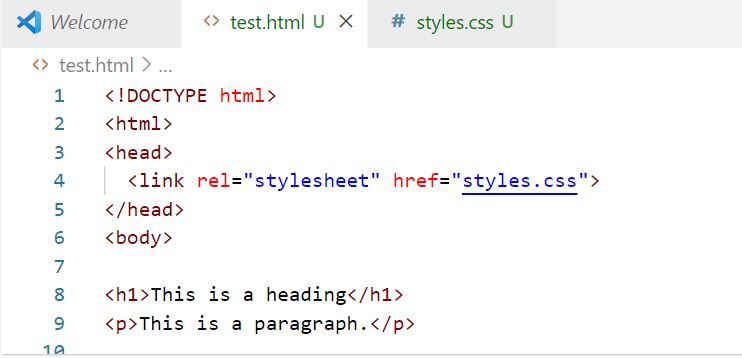 Welcome
<> test.html U ×
# styles.css U
<> test.html > ...
1 <!DOCTYPE html>
2 <html>
3 <head>
4   <link rel="stylesheet" href="styles.css">
5 </head>
6 <body>
7
8 <h1>This is a heading</h1>
9 <p>This is a paragraph.</p>
10